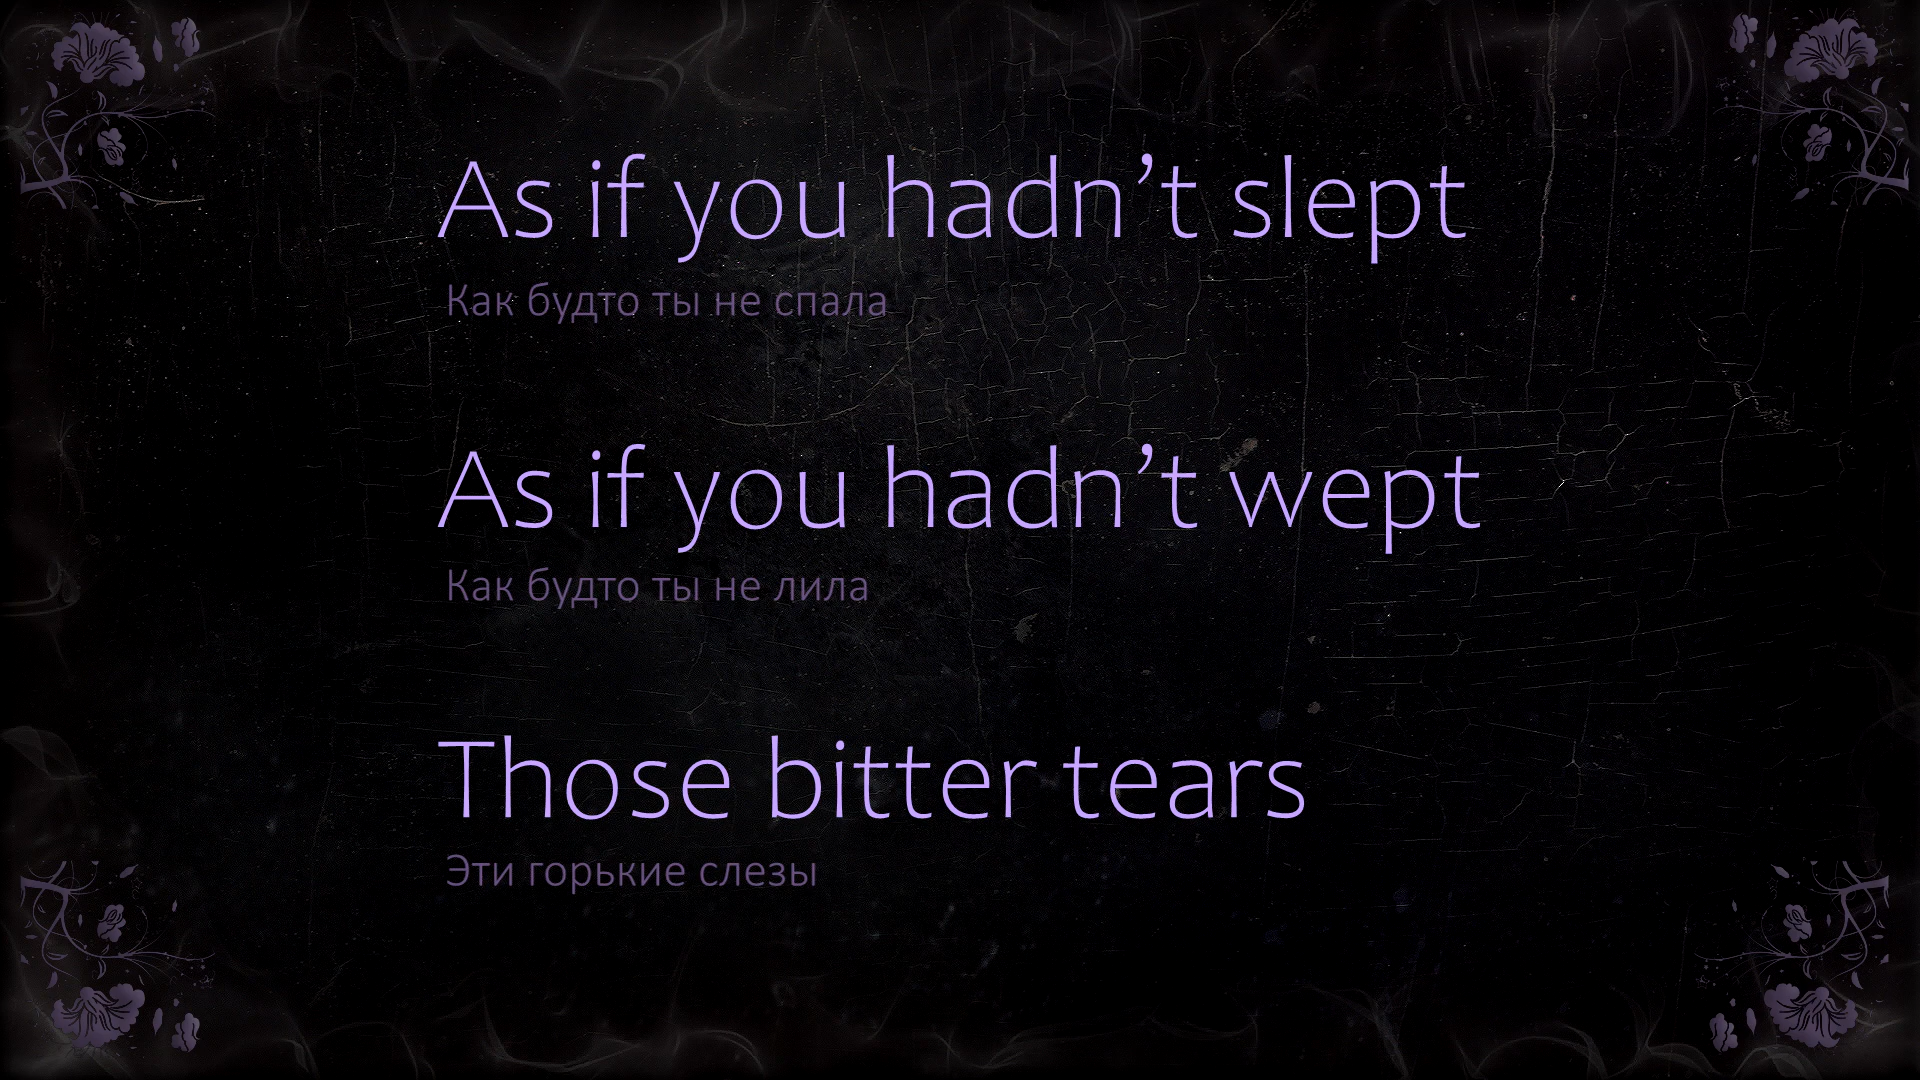 As if you hadn’t slept
Как будто ты не спала
As if you hadn’t wept
Как будто ты не лила
Those bitter tears
Эти горькие слезы